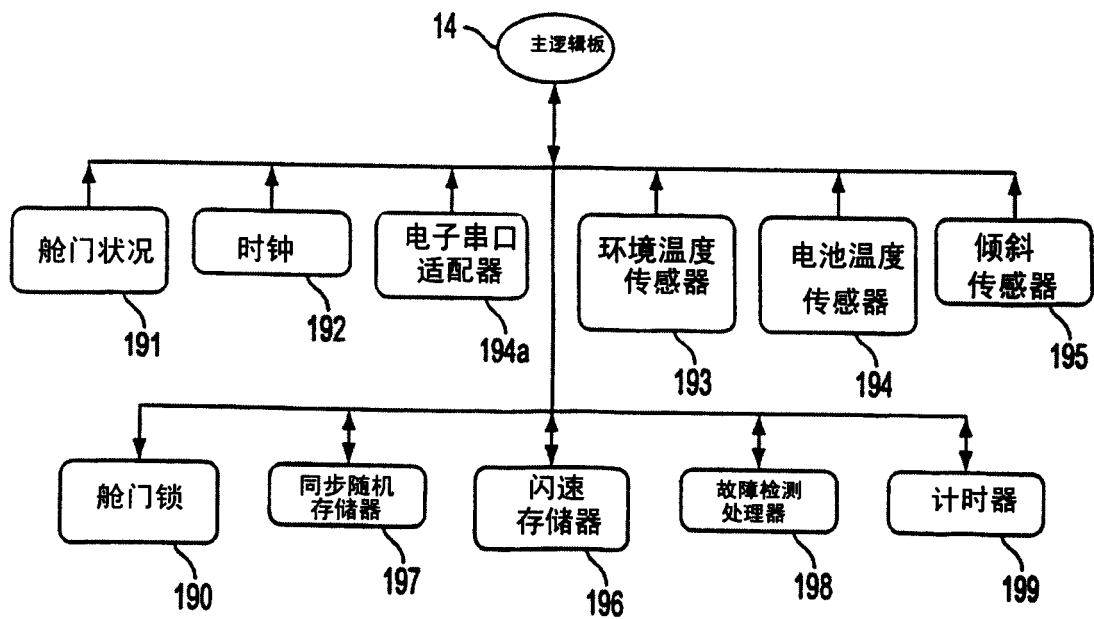 14
主逻辑板
舱门状况
191
时钟
192
电子串口
适配器
194a
环境温度
传感器
193
电池温度
传感器
194
倾斜
传感器
195
舱门锁
190
同步随机
存储器
197
闪速
存储器
196
故障检测
处理器
198
计时器
199